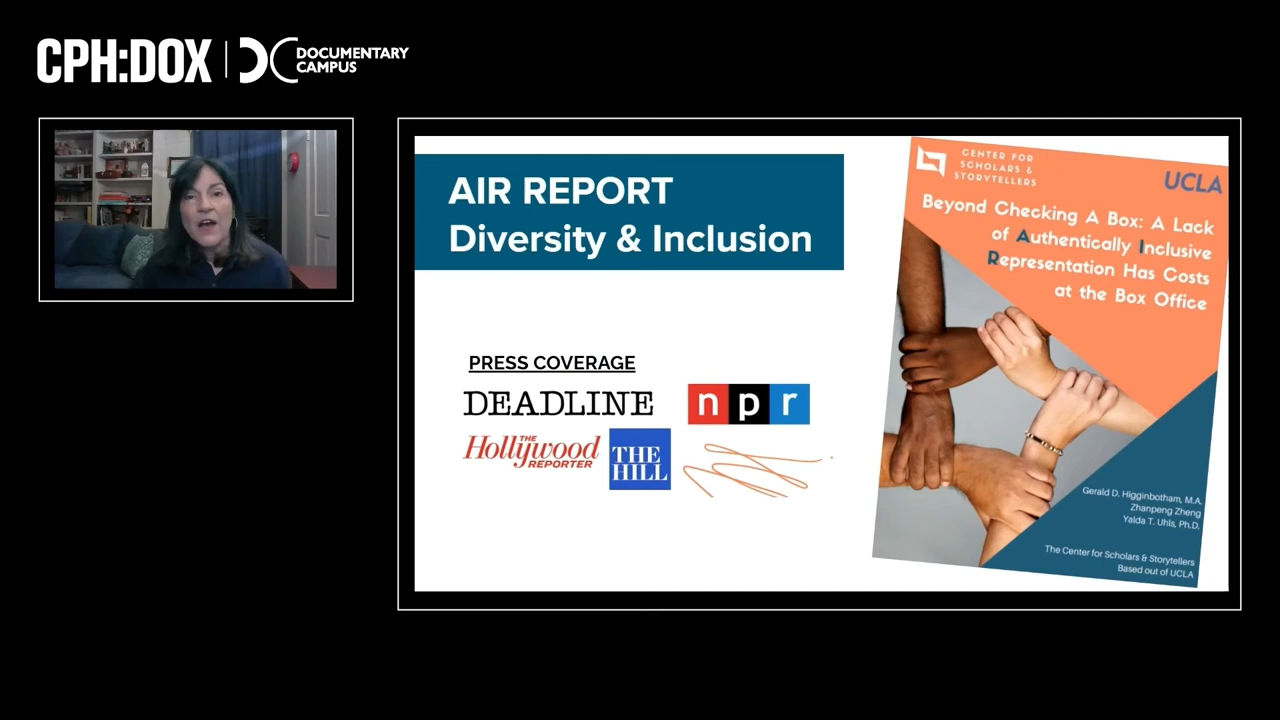 CPH:DOX
DOCUMENTARY
CAMPUS
AIR REPORT
Diversity & Inclusion
PRESS COVERAGE
DEADLINE
npr
THE
Hollywood
REPORTER
THE
HILL
CENTER FOR
SCHOLARS &
STORYTELLERS
UCLA
Beyond Checking A Box: A Lack
of Authentically Inclusive
Representation Has Costs
at the Box Office
Gerald D. Higginbotham, M.A.
Zhanpeng Zheng
Yalda T. Uhls, Ph.D.
The Center for Scholars & Storytellers
Based out of UCLA